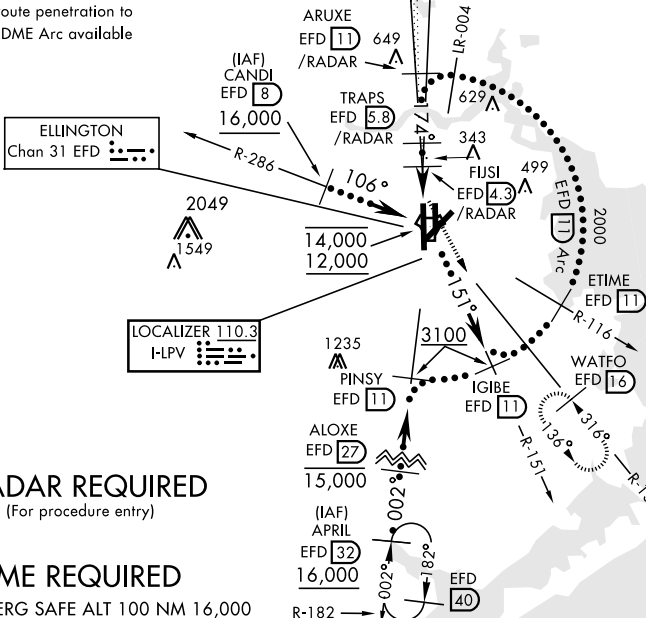 route penetration to
DME Arc available
ARUXE
EFD 11
/RADAR
649
LR-004
(IAF)
CANDI
EFD 8
16,000
TRAPS
EFD 5.8
/RADAR
629
174°
343
ELLINGTON
Chan 31 EFD
R-286
106°
FIJSI
EFD 4.3
/RADAR
499
EFD 11 Arc
2000
2049
1549
14,000
12,000
151°
ETIME
EFD 11
R-116
LOCALIZER 110.3
I-LPV
1235
3100
PINSY
EFD 11
IGIBE
EFD 11
WATFO
EFD 16
ALOXE
EFD 27
15,000
002°
R-151
136°
316°
ADAR REQUIRED
(For procedure entry)
(IAF)
APRIL
EFD 32
16,000
002°
182°
EFD
40
ME REQUIRED
ERG SAFE ALT 100 NM 16,000
R-182